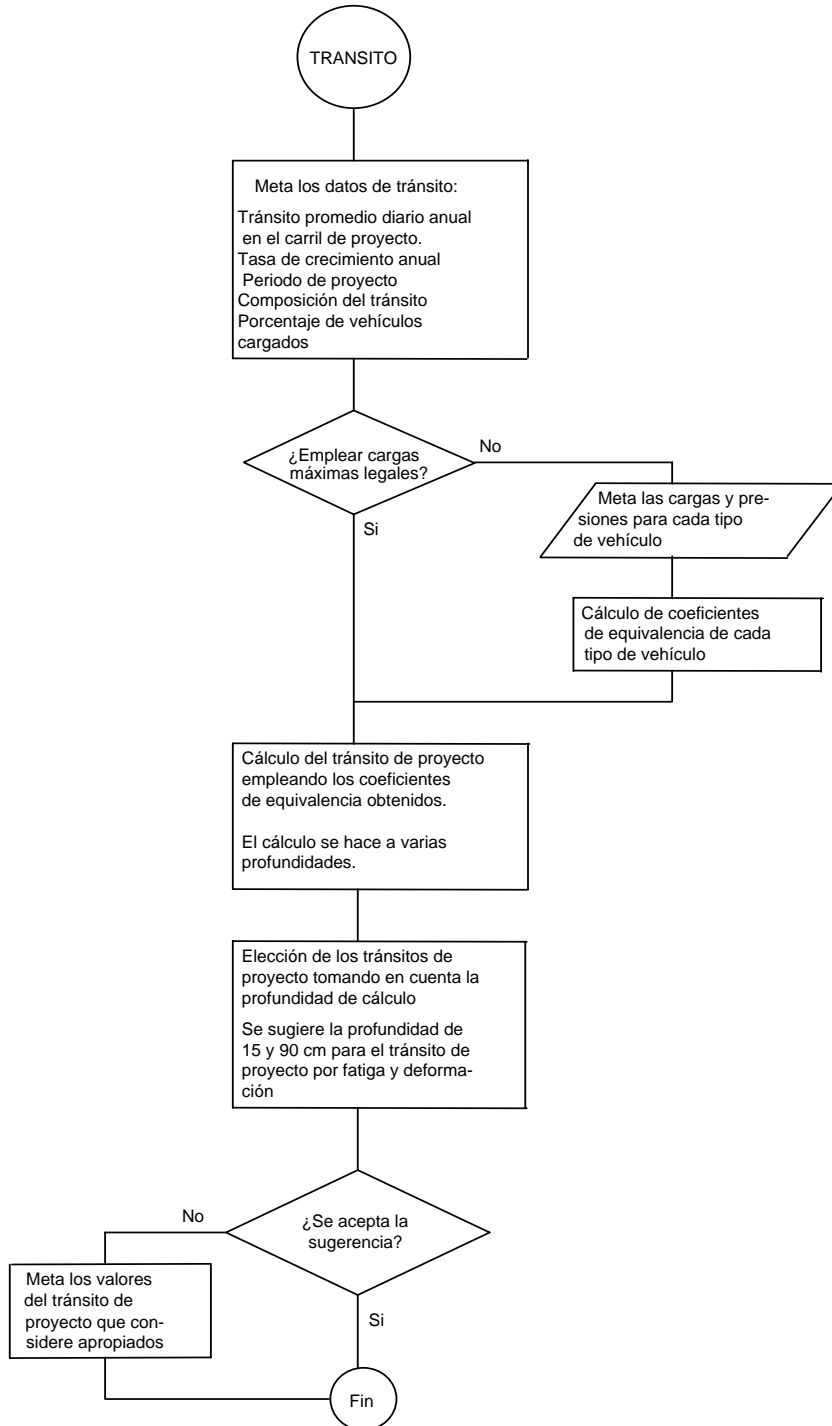 TRANSITO
Meta los datos de tránsito:
Tránsito promedio diario anual
en el carril de proyecto.
Tasa de crecimiento anual
Periodo de proyecto
Composición del tránsito
Porcentaje de vehículos
cargados
¿Emplear cargas
máximas legales?
No
Si
Meta las cargas y pre-
siones para cada tipo
de vehículo
Cálculo de coeficientes
de equivalencia de cada
tipo de vehículo
Cálculo del tránsito de proyecto
empleando los coeficientes
de equivalencia obtenidos.
El cálculo se hace a varias
profundidades.
Elección de los tránsitos de
proyecto tomando en cuenta la
profundidad de cálculo
Se sugiere la profundidad de
15 y 90 cm para el tránsito de
proyecto por fatiga y deforma-
ción
¿Se acepta la
sugerencia?
No
Si
Meta los valores
del tránsito de
proyecto que con-
sidere apropiados
Fin